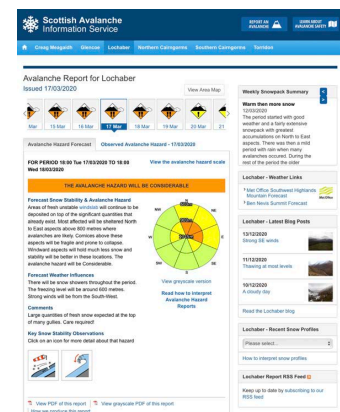 Scottish Avalanche
Information Service
REPORT AN
AVALANCHE
LEARN ABOUT
AVALANCHE SAFETY
Creag Meagaidh Glencoe Lochaber Northern Cairngorms Southern Cairngorms Torridon
Avalanche Report for Lochaber
Issued 17/03/2020
View Area Map
Mar 15 Mar 16 Mar 17 Mar 18 Mar 19 Mar 20 Mar 21
Avalanche Hazard Forecast Observed Avalanche Hazard - 17/03/2020
FOR PERIOD 18:00 Tue 17/03/2020 TO 18:00
Wed 18/03/2020
View the avalanche hazard scale
THE AVALANCHE HAZARD WILL BE CONSIDERABLE
Forecast Snow Stability & Avalanche Hazard
Areas of fresh unstable windslab will continue to be
deposited on top of the significant quantities that
already exist. Most affected will be sheltered North
to East aspects above 600 metres where
avalanches are likely. Cornices above these
aspects will be fragile and prone to collapse.
Windward aspects will hold much less snow and
stability will be better in these locations. The
avalanche hazard will be Considerable.
Forecast Weather Influences
There will be snow showers throughout the period.
The freezing level will be around 600 metres.
Strong winds will be from the South-West.
Comments
Large quantities of fresh snow expected at the top
of many gullies. Care required!
Key Snow Stability Observations
Click on an icon for more detail about that hazard
N
NE
E
SE
S
SW
W
NW
View greyscale version
Read how to interpret
Avalanche Hazard
Reports
View PDF of this report View grayscale PDF of this report
How we produce this report
Weekly Snowpack Summary
Warm then more snow
12/03/2020
The period started with good
weather and a fairly extensive
snowpack with greatest
accumulations on North to East
aspects. There was then a mild
period with rain when many
avalanches occured. During the
rest of the period the older
Lochaber - Weather Links
Met Office Southwest Highlands
Mountain Forecast
Ben Nevis Summit Forecast
Met Office
Lochaber - Latest Blog Posts
13/12/2020
Strong SE winds
11/12/2020
Thawing at most levels
10/12/2020
A cloudy day
Read the Lochaber blog
Lochaber - Recent Snow Profiles
Please select...
How to interpret snow profiles
Lochaber Report RSS Feed
Keep up to date by subscribing to our
RSS feed